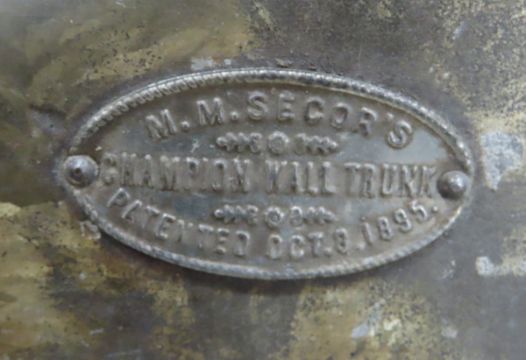 M. M. SECOR'S
CHAMPION WALL TRUNK
PATENTED OCT. 8. 1895.